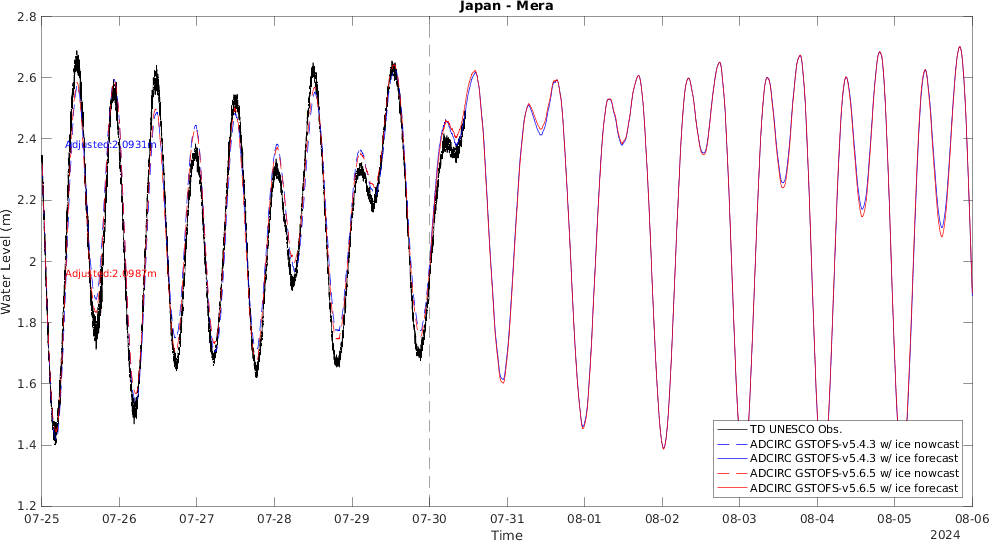 Japan - Mera
2.8
2.6
2.4
2.2
2
1.8
1.6
1.4
1.2
Water Level (m)
Adjusted:2.0931m
Adjusted:2.0987m
TD UNESCO Obs.
ADCIRC GSTOFS-v5.4.3 w/ ice nowcast
ADCIRC GSTOFS-v5.4.3 w/ ice forecast
ADCIRC GSTOFS-v5.6.5 w/ ice nowcast
ADCIRC GSTOFS-v5.6.5 w/ ice forecast
07-25 07-26 07-27 07-28 07-29 07-30 07-31 08-01 08-02 08-03 08-04 08-05 08-06
Time
2024